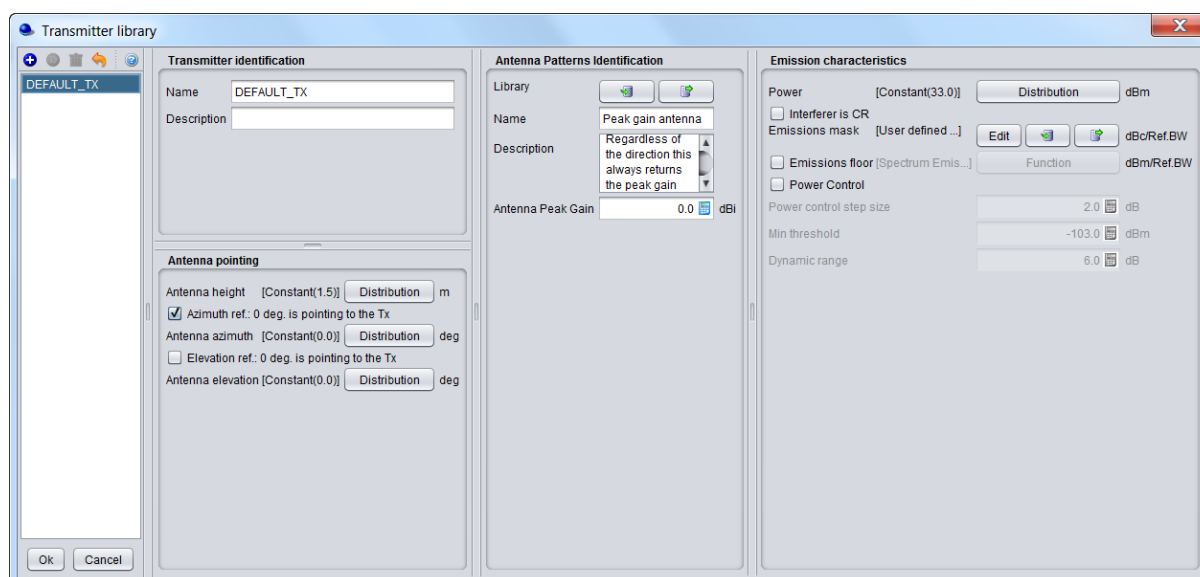 Transmitter library
DEFAULT_TX
Ok
Cancel
Transmitter identification
Name DEFAULT_TX
Description
Antenna pointing
Antenna height [Constant(1.5)] Distribution m
Azimuth ref.: 0 deg. is pointing to the Tx
Antenna azimuth [Constant(0.0)] Distribution deg
Elevation ref.: 0 deg. is pointing to the Tx
Antenna elevation [Constant(0.0)] Distribution deg
Antenna Patterns Identification
Library
Name Peak gain antenna
Description
Regardless of
the direction this
always returns
the peak gain
Antenna Peak Gain 0.0 dBi
Emission characteristics
Power [Constant(33.0)] Distribution dBm
Interferer is CR
Emissions mask [User defined ...] Edit dBc/Ref.BW
Emissions floor [Spectrum Emis...] Function dBm/Ref.BW
Power Control
Power control step size 2.0 dB
Min threshold -103.0 dBm
Dynamic range 6.0 dB